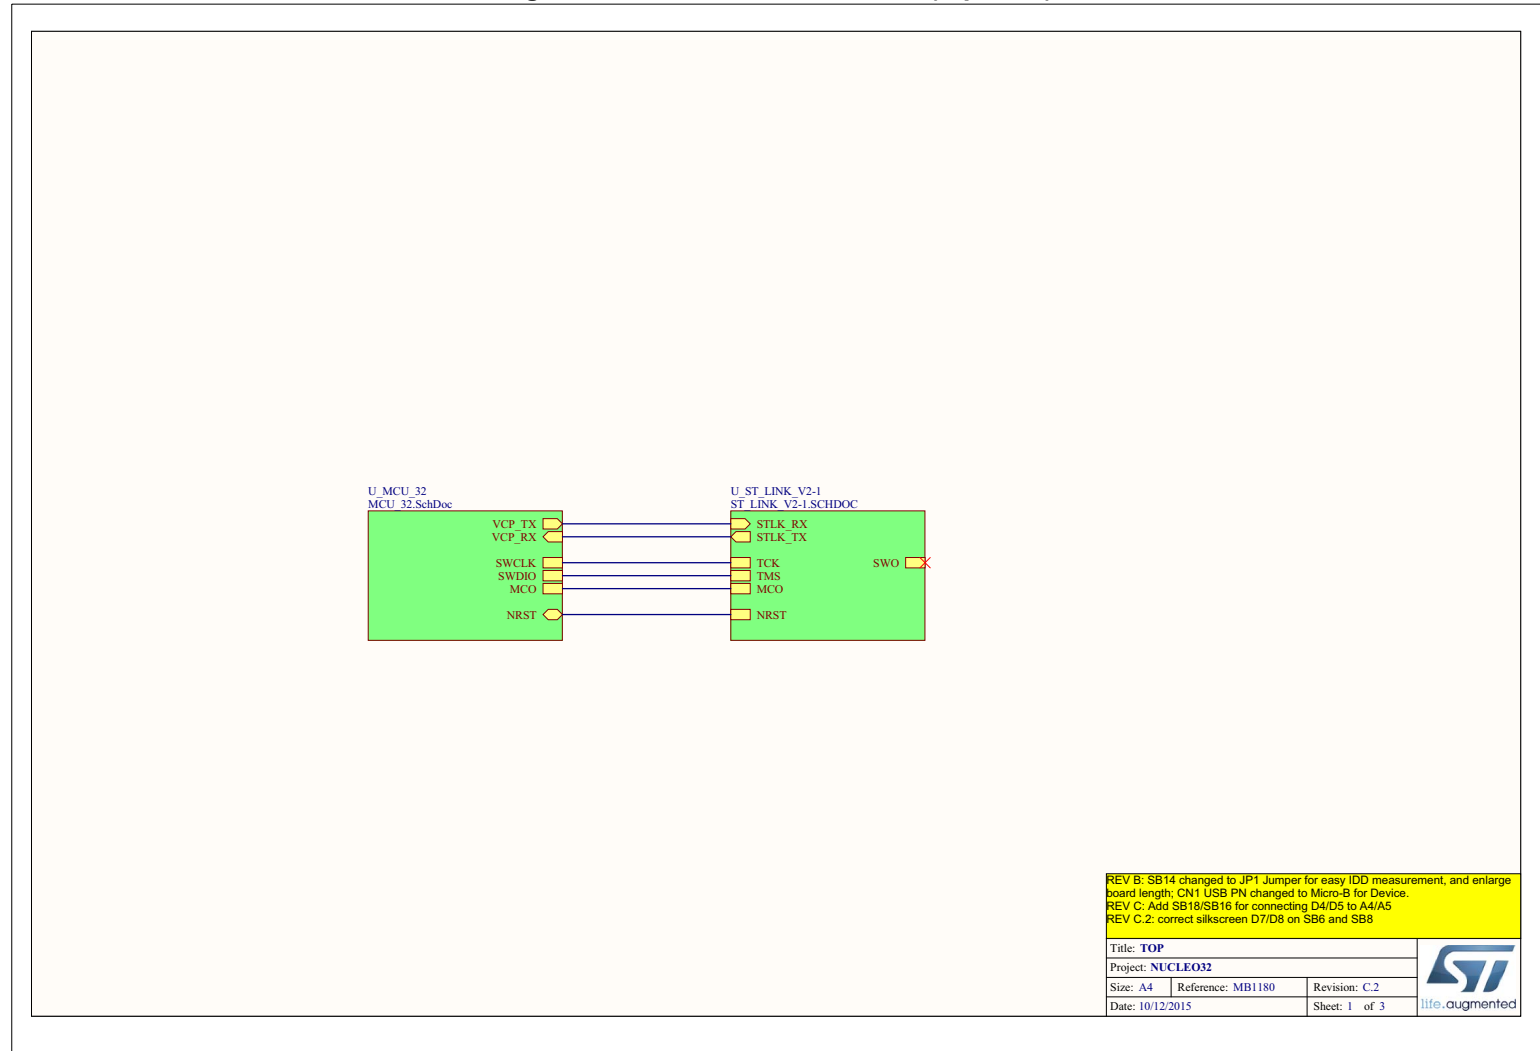 U_MCU_32
MCU_32.SchDoc
VCP_TX
VCP_RX
SWCLK
SWDIO
MCO
NRST
U_ST_LINK_V2-1
ST_LINK_V2-1.SCHDOC
STLK_RX
STLK_TX
TCK
TMS
MCO
NRST
SWO
REV B: SB14 changed to JP1 Jumper for easy IDD measurement, and enlarge
board length; CN1 USB PN changed to Micro-B for Device.
REV C: Add SB18/SB16 for connecting D4/D5 to A4/A5
REV C.2: correct silkscreen D7/D8 on SB6 and SB8
Title: TOP
Project: NUCLEO32
Size: A4 Reference: MB1180 Revision: C.2
Date: 10/12/2015 Sheet: 1 of 3
ST
life.augmented